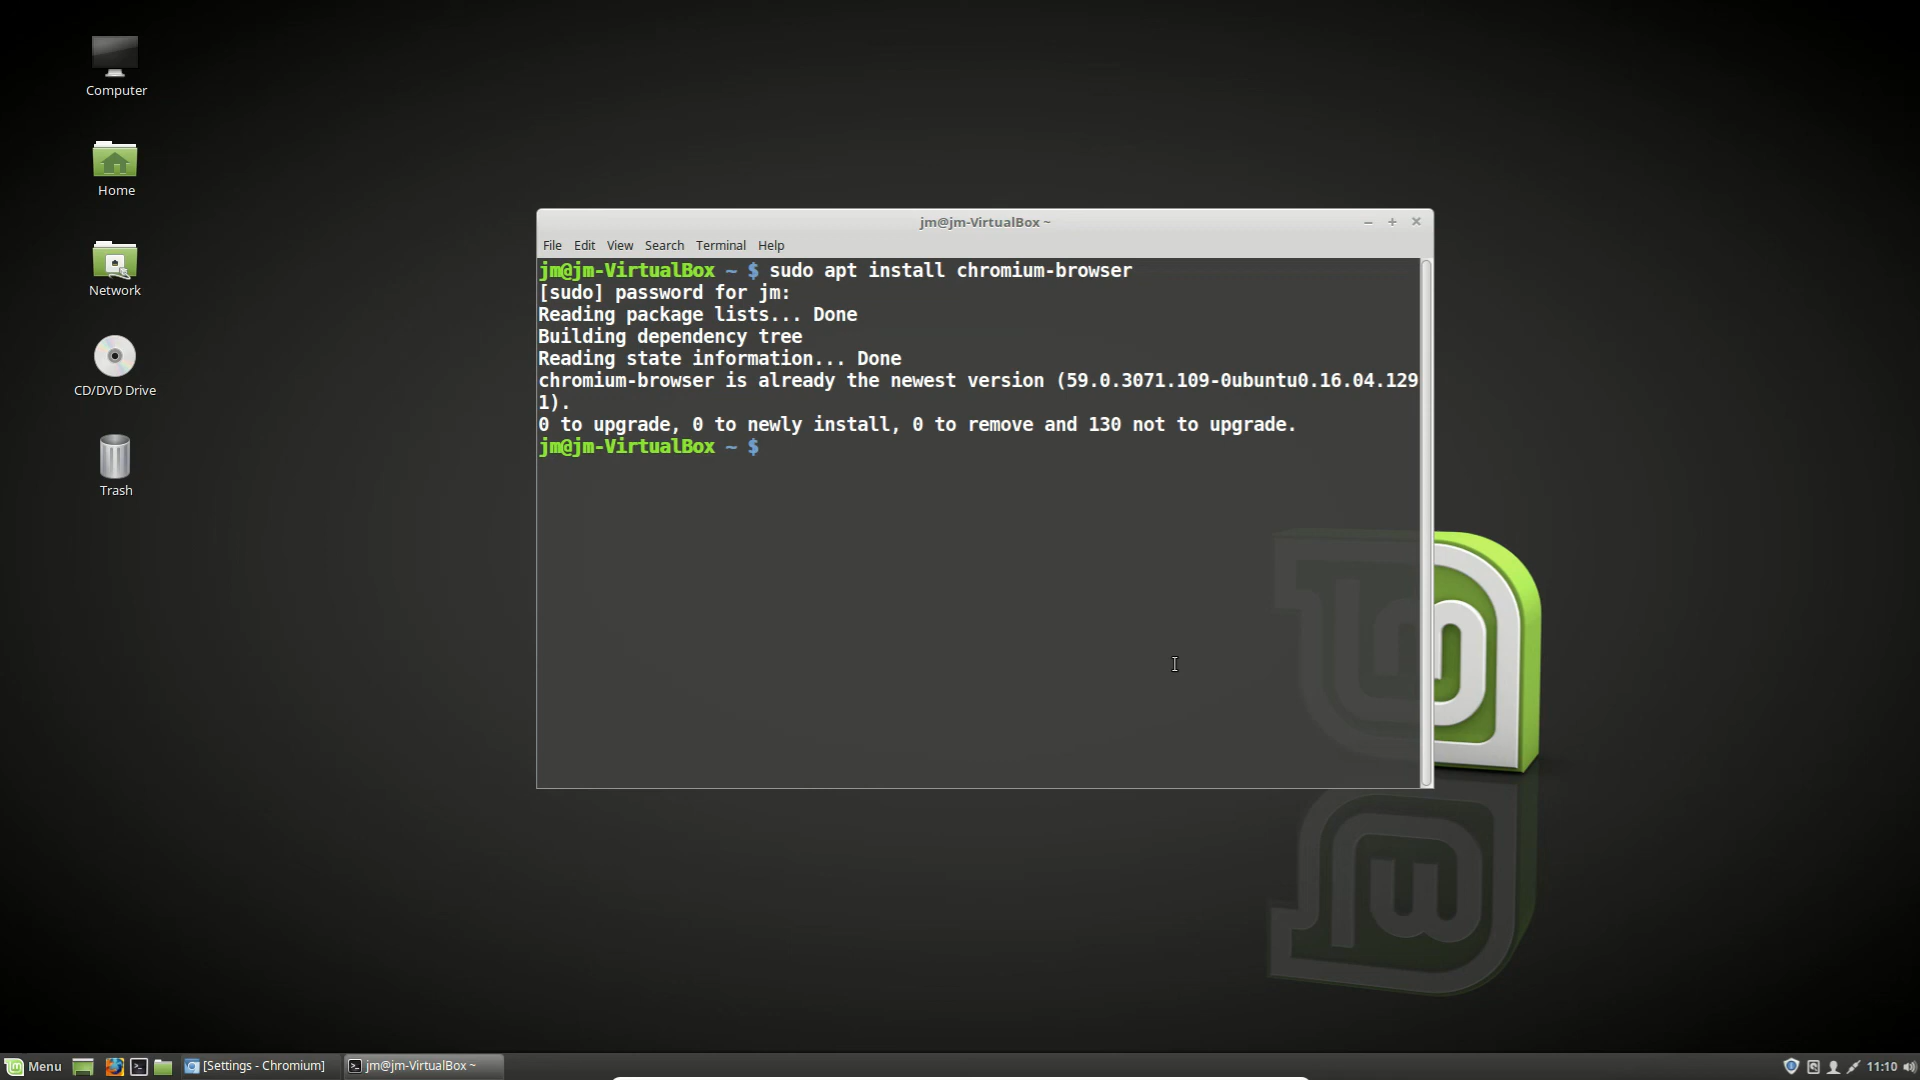 Computer
Home
Network
CD/DVD Drive
Trash
jm@jm-VirtualBox ~
File Edit View Search Terminal Help
jm@jm-VirtualBox ~ $ sudo apt install chromium-browser
[sudo] password for jm:
Reading package lists... Done
Building dependency tree
Reading state information... Done
chromium-browser is already the newest version (59.0.3071.109-0ubuntu0.16.04.129
1).
0 to upgrade, 0 to newly install, 0 to remove and 130 not to upgrade.
jm@jm-VirtualBox ~ $
Menu [Settings - Chromium] jm@jm-VirtualBox ~ 11:10